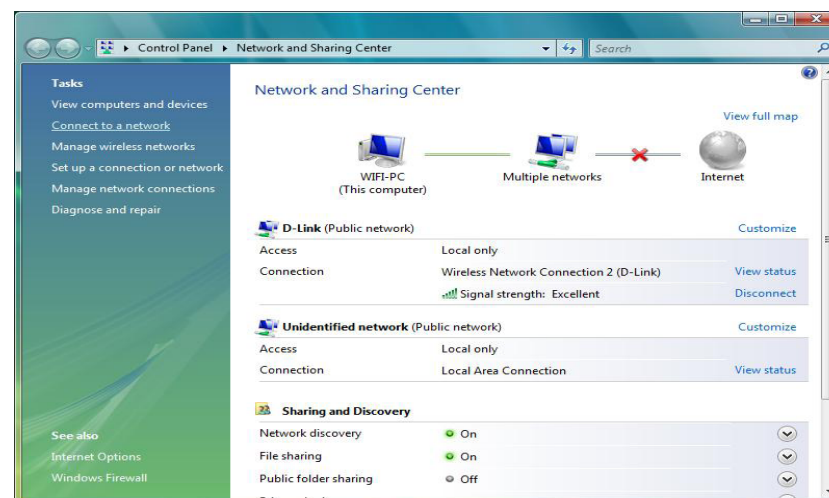 Control Panel
Network and Sharing Center
Search
Tasks
View computers and devices
Connect to a network
Manage wireless networks
Set up a connection or network
Manage network connections
Diagnose and repair
See also
Internet Options
Windows Firewall
Network and Sharing Center
View full map
WIFI-PC
(This computer)
Multiple networks
Internet
D-Link (Public network) Customize
Access Local only
Connection Wireless Network Connection 2 (D-Link) View status
Signal strength: Excellent Disconnect
Unidentified network (Public network) Customize
Access Local only
Connection Local Area Connection View status
Sharing and Discovery
Network discovery On
File sharing On
Public folder sharing Off